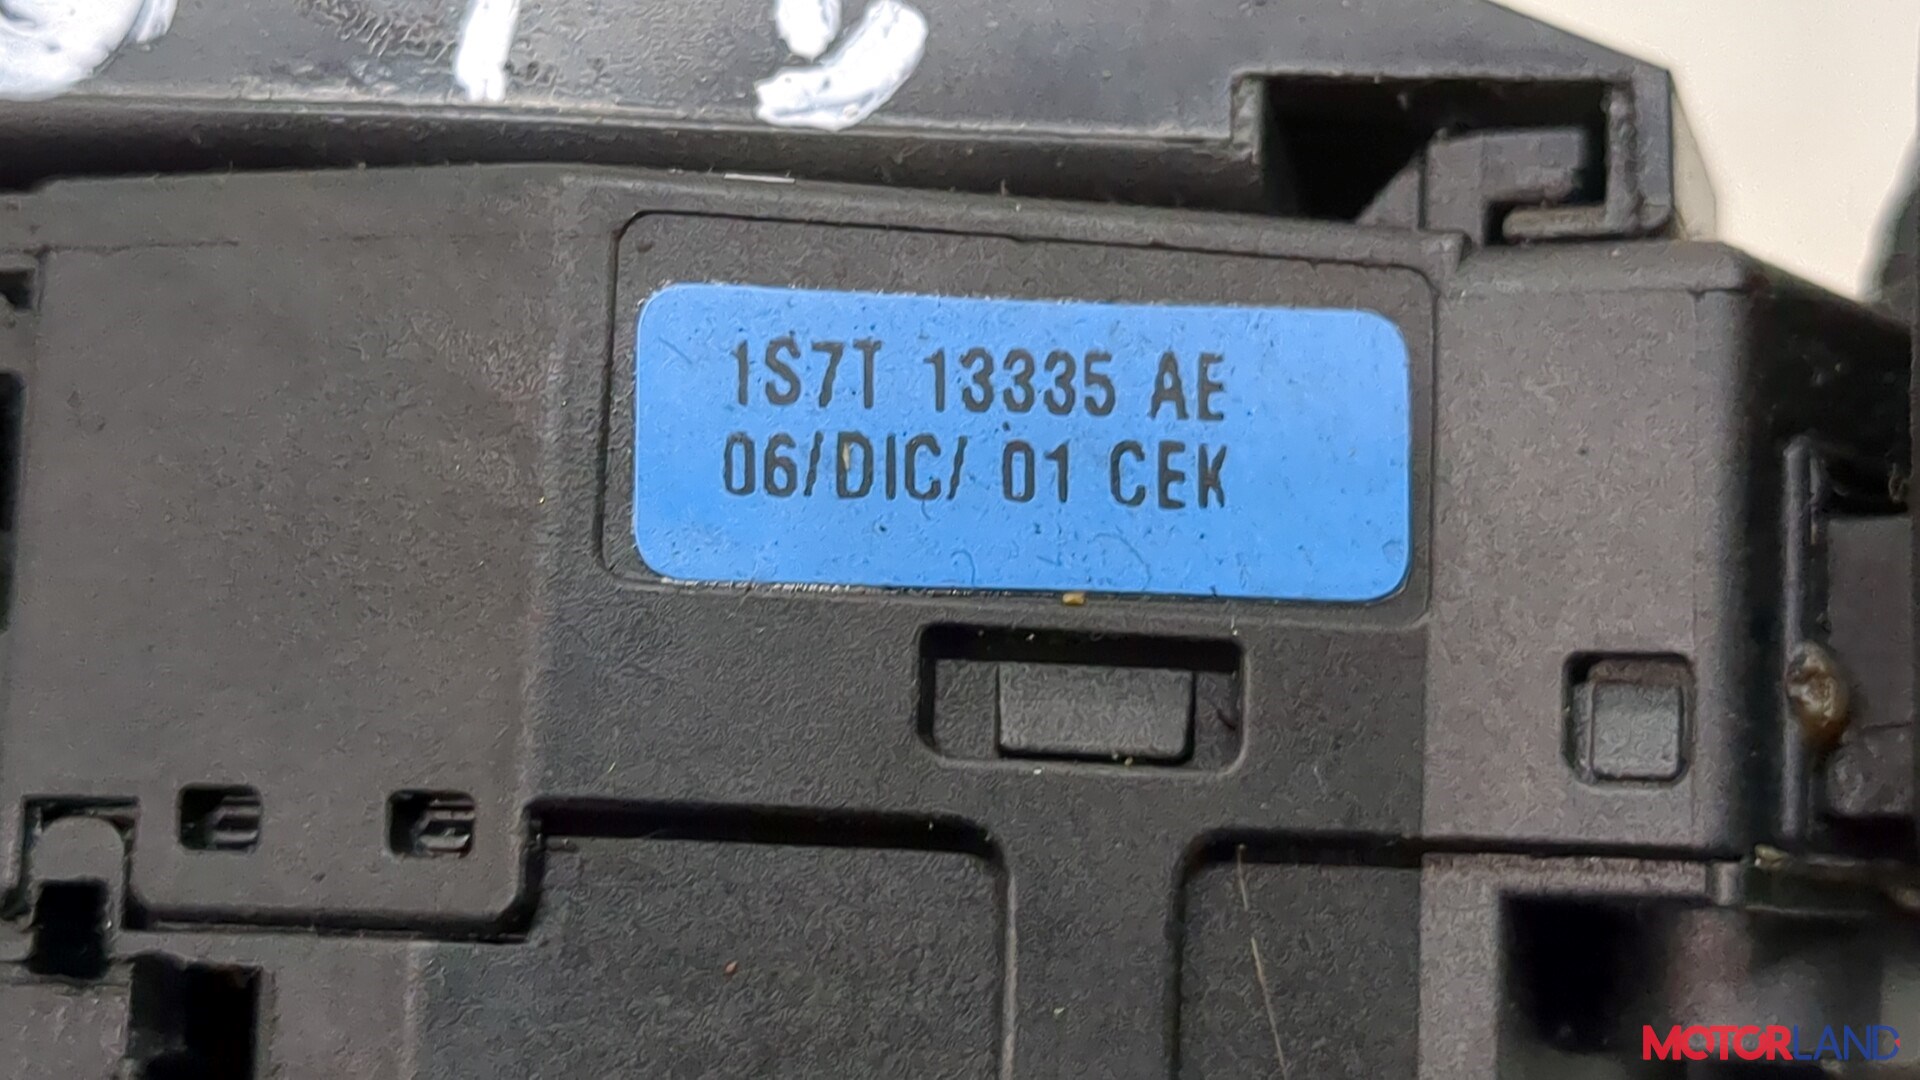 1S7T 13335 AE
06/DIC/ 01 CEK
MOTORLAND